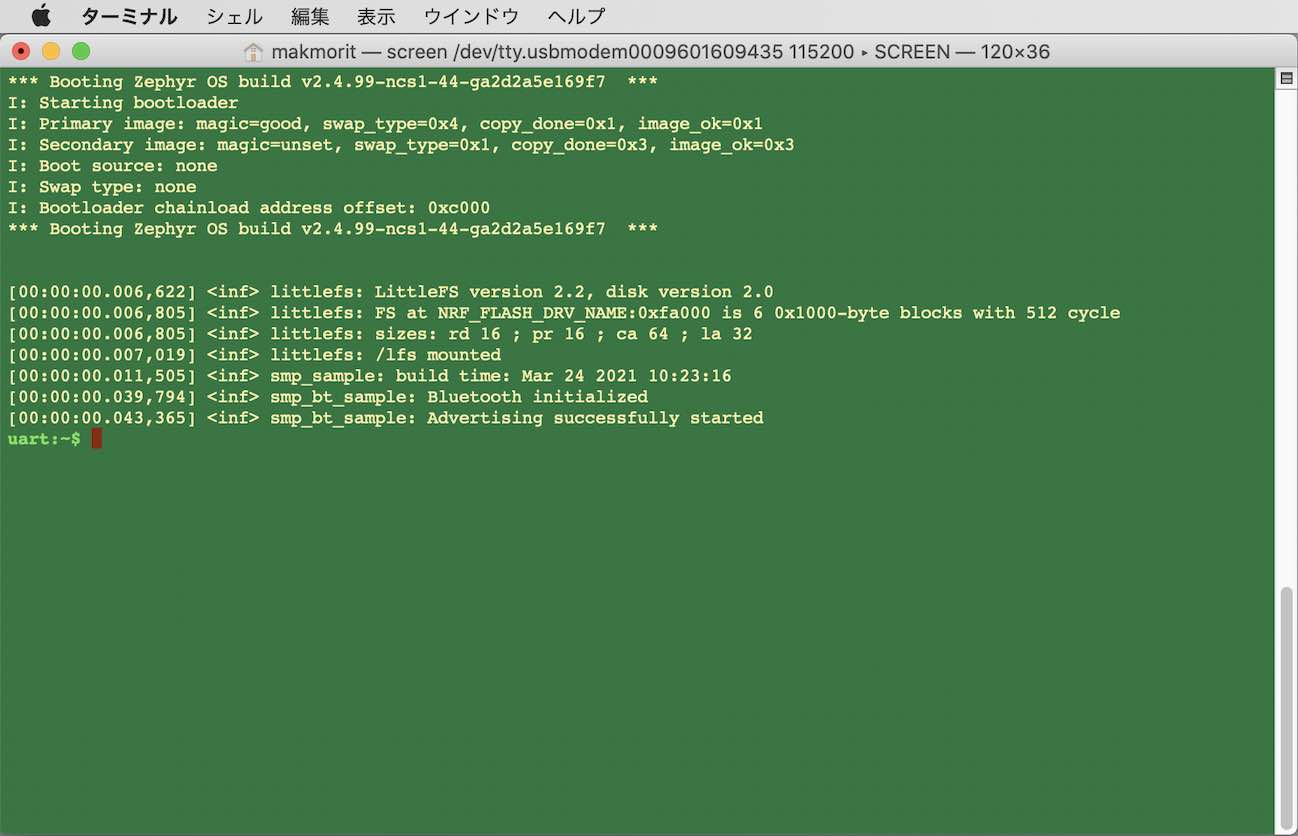 ターミナル シェル 編集 表示 ウインドウ ヘルプ
makmorit — screen /dev/tty.usbmodem0009601609435 115200 ▸ SCREEN — 120×36
*** Booting Zephyr OS build v2.4.99-ncs1-44-ga2d2a5e169f7  ***
I: Starting bootloader
I: Primary image: magic=good, swap_type=0x4, copy_done=0x1, image_ok=0x1
I: Secondary image: magic=unset, swap_type=0x1, copy_done=0x3, image_ok=0x3
I: Boot source: none
I: Swap type: none
I: Bootloader chainload address offset: 0xc000
*** Booting Zephyr OS build v2.4.99-ncs1-44-ga2d2a5e169f7  ***
[00:00:00.006,622] <inf> littlefs: LittleFS version 2.2, disk version 2.0
[00:00:00.006,805] <inf> littlefs: FS at NRF_FLASH_DRV_NAME:0xfa000 is 6 0x1000-byte blocks with 512 cycle
[00:00:00.006,805] <inf> littlefs: sizes: rd 16 ; pr 16 ; ca 64 ; la 32
[00:00:00.007,019] <inf> littlefs: /lfs mounted
[00:00:00.011,505] <inf> smp_sample: build time: Mar 24 2021 10:23:16
[00:00:00.039,794] <inf> smp_bt_sample: Bluetooth initialized
[00:00:00.043,365] <inf> smp_bt_sample: Advertising successfully started
uart:~$